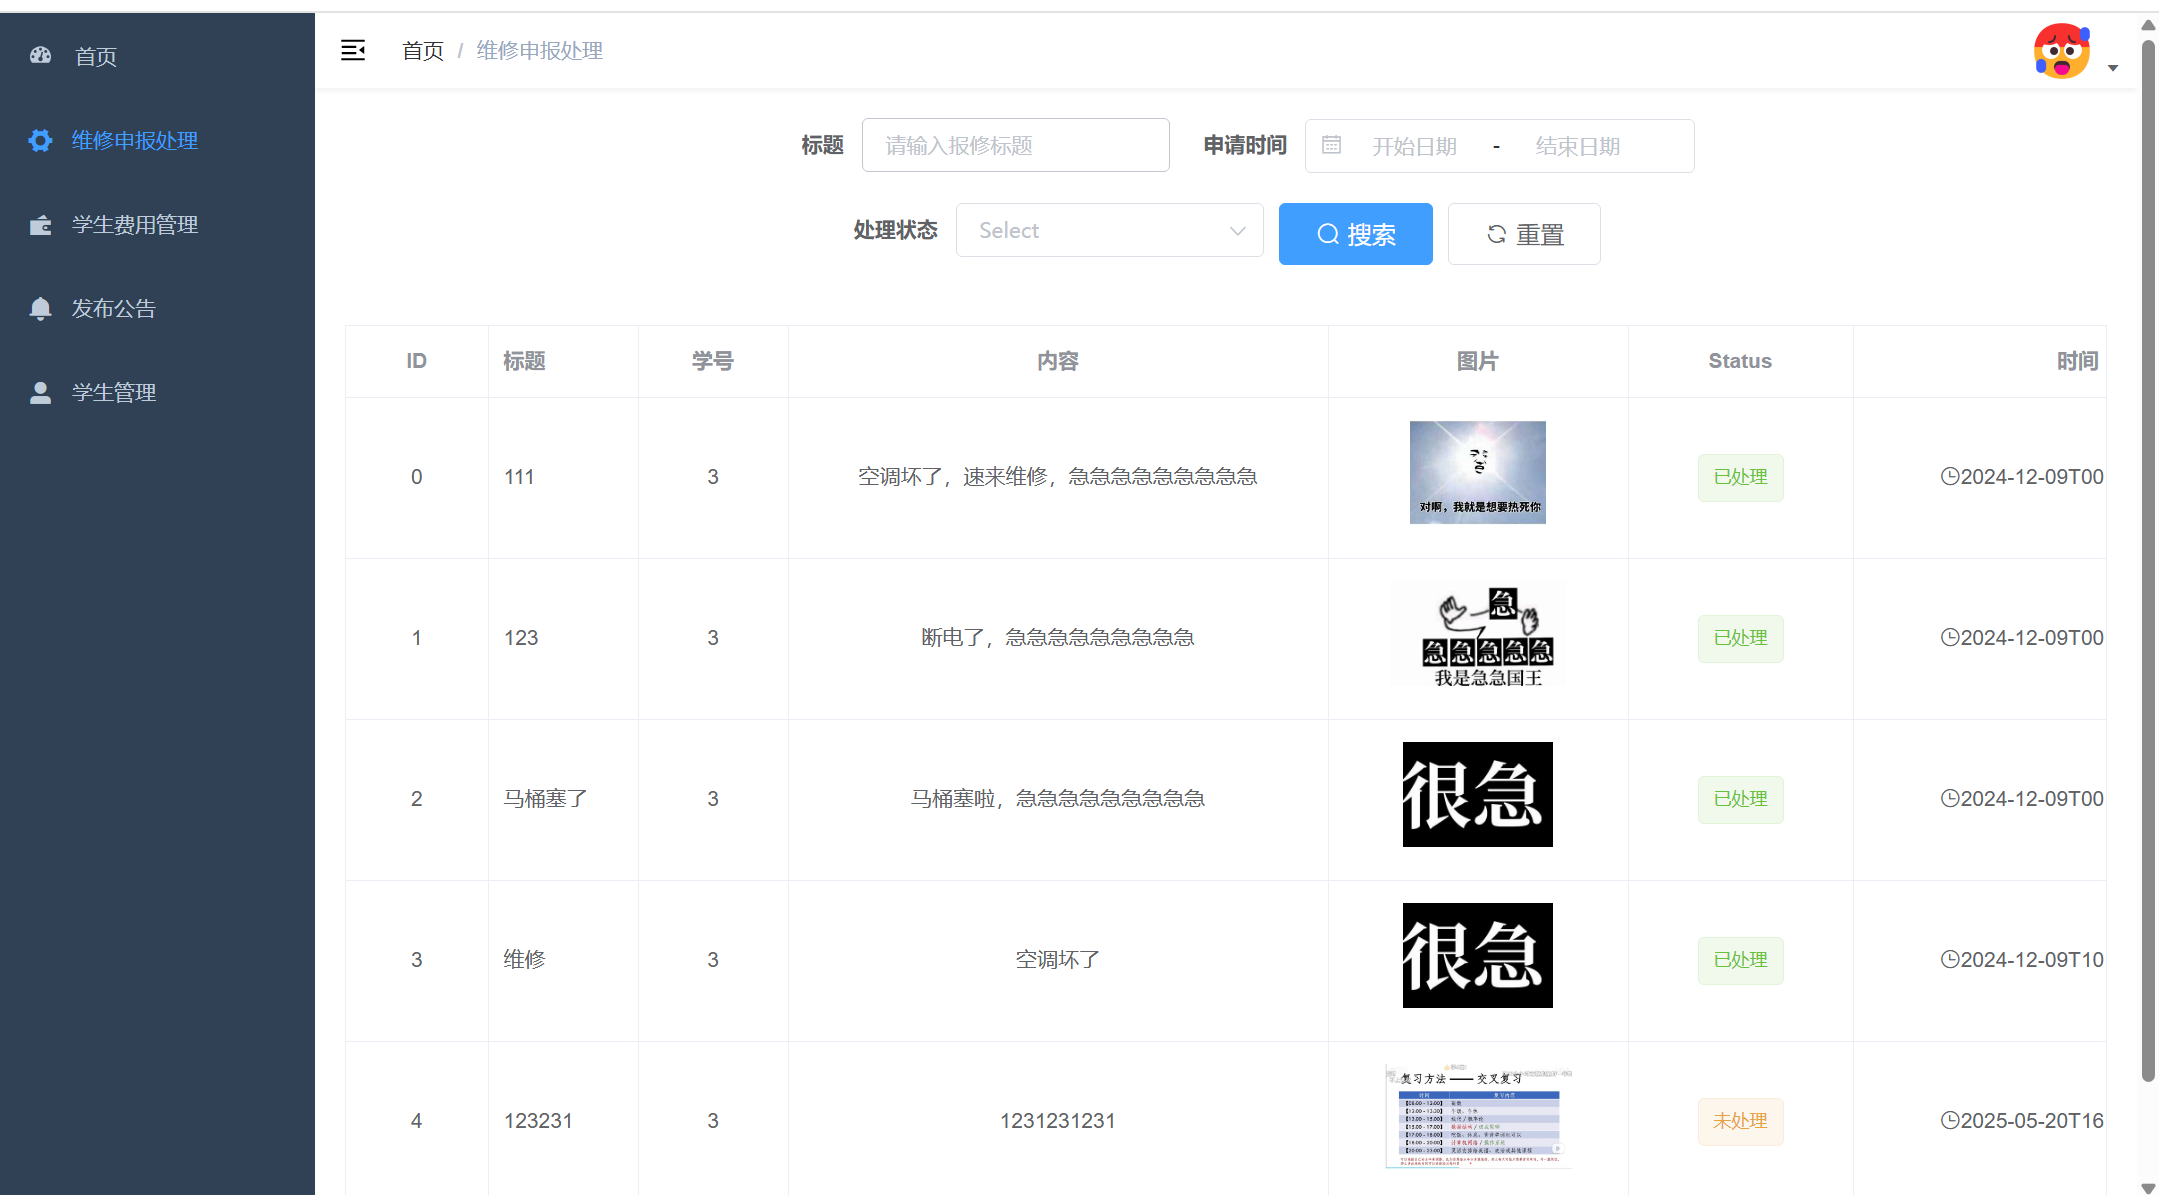 首页
维修申报处理
学生费用管理
发布公告
学生管理
首页 / 维修申报处理
标题 请输入报修标题 申请时间 开始日期 - 结束日期
处理状态 Select 搜索 重置
ID 标题 学号 内容 图片 Status 时间
0 111 3 空调坏了，速来维修，急急急急急急急急急 已处理 2024-12-09T00
对啊，我就是想要热死你
1 123 3 断电了，急急急急急急急急急 已处理 2024-12-09T00
急
急急急急急
我是急急国王
2 马桶塞了 3 马桶塞啦，急急急急急急急急急 很急 已处理 2024-12-09T00
3 维修 3 空调坏了 很急 已处理 2024-12-09T10
4 123231 3 1231231231 未处理 2025-05-20T16
复习方法 —— 交叉复习